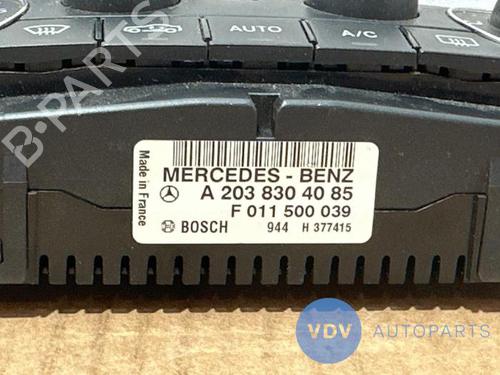 AUTO
A/C
B-PARTS
MERCEDES - BENZ
A 203 830 40 85
F 011 500 039
BOSCH 944 H 377415
Made in France
VDV AUTOPARTS